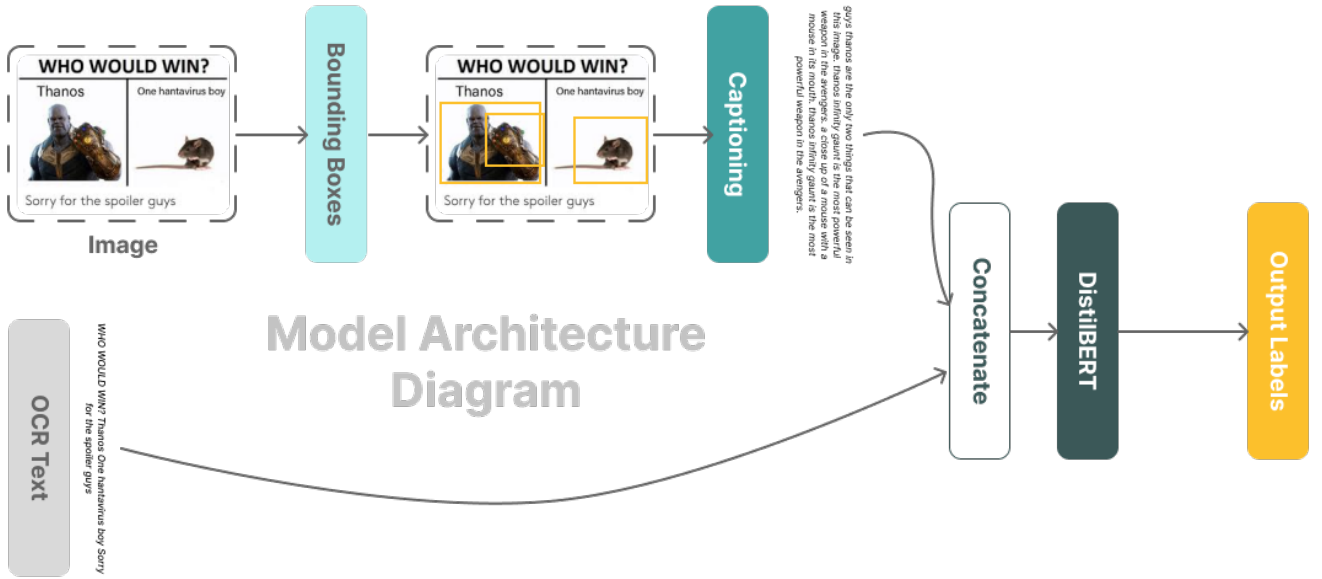 WHO WOULD WIN?
Thanos
One hantavirus boy
Sorry for the spoiler guys
Image
Bounding Boxes
WHO WOULD WIN?
Thanos
One hantavirus boy
Sorry for the spoiler guys
Captioning
guys thanos are the only two things that can be seen in
this image. thanos infinity gaunt is the most powerful
weapon in the avengers. a close up of a mouse with a
mouse in its mouth. thanos infinity gaunt is the most
powerful weapon in the avengers.
Model Architecture
Diagram
OCR Text
WHO WOULD WIN? Thanos One hantavirus boy Sorry
for the spoiler guys
Concatenate
DistilBERT
Output Labels